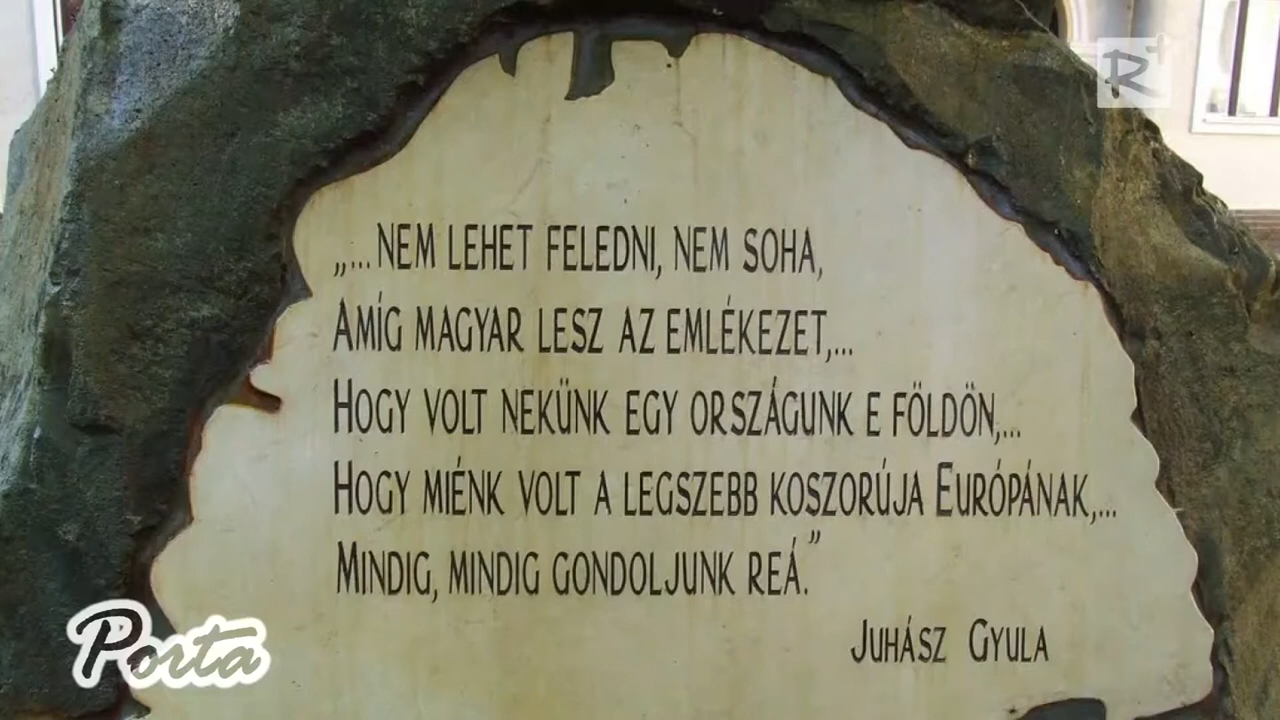 R
„...NEM LEHET FELEDNI, NEM SOHA,
AMÍG MAGYAR LESZ AZ EMLÉKEZET,...
HOGY VOLT NEKÜNK EGY ORSZÁGUNK E FÖLDÖN,...
HOGY MIÉNK VOLT A LEGSZEBB KOSZORÚJA EURÓPÁNAK,...
MINDIG, MINDIG GONDOLJUNK REÁ.”
JUHÁSZ GYULA
Porta